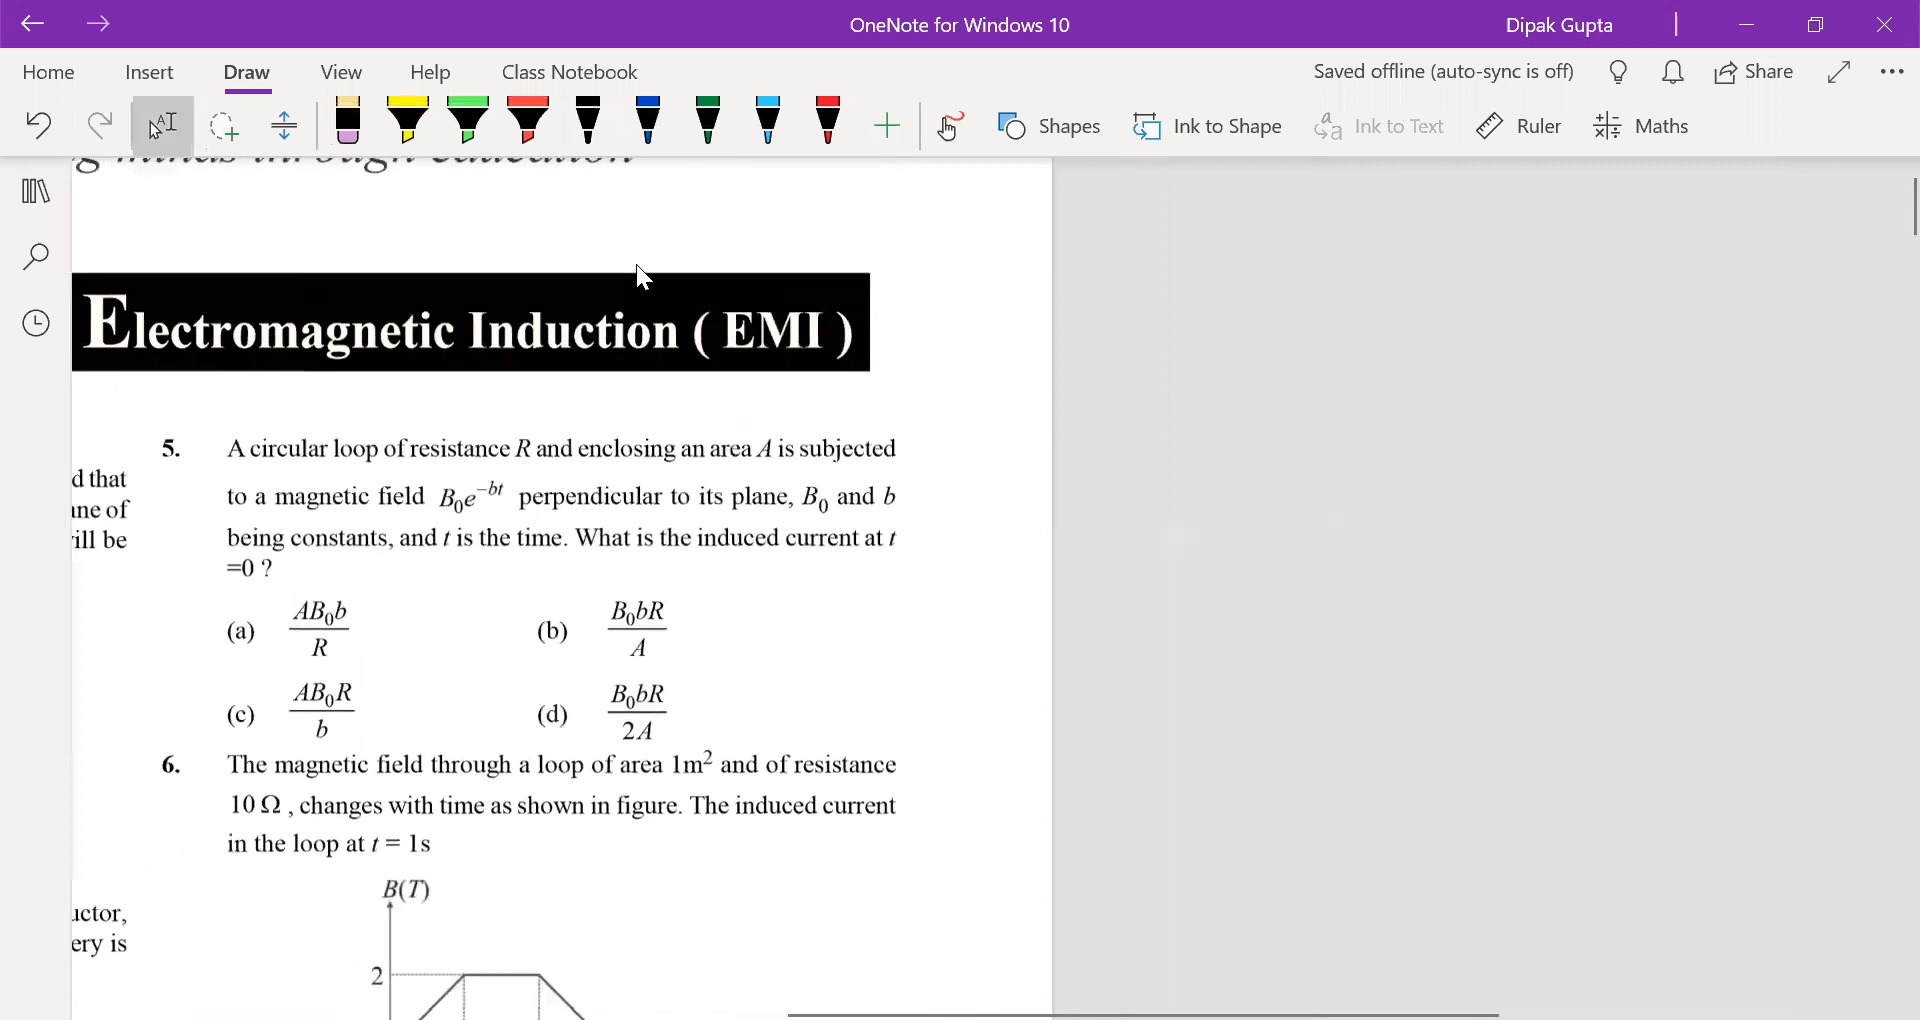 OneNote for Windows 10
Dipak Gupta
Home Insert Draw View Help Class Notebook
Saved offline (auto-sync is off) Share
Shapes Ink to Shape Ink to Text Ruler Maths
through education
Electromagnetic Induction ( EMI )
d that
ane of
ill be
5. A circular loop of resistance R and enclosing an area A is subjected
to a magnetic field B₀e^{-bt} perpendicular to its plane, B₀ and b
being constants, and t is the time. What is the induced current at t
=0 ?
(a) AB₀b/R (b) B₀bR/A
(c) AB₀R/b (d) B₀bR/2A
6. The magnetic field through a loop of area 1m² and of resistance
10 Ω , changes with time as shown in figure. The induced current
in the loop at t = 1s
uctor,
ery is
B(T)
2